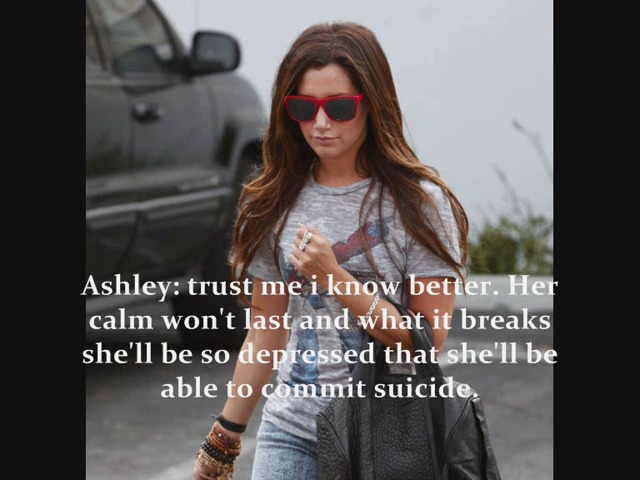 Ashley: trust me i know better. Her
calm won't last and what it breaks
she'll be so depressed that she'll be
able to commit suicide.